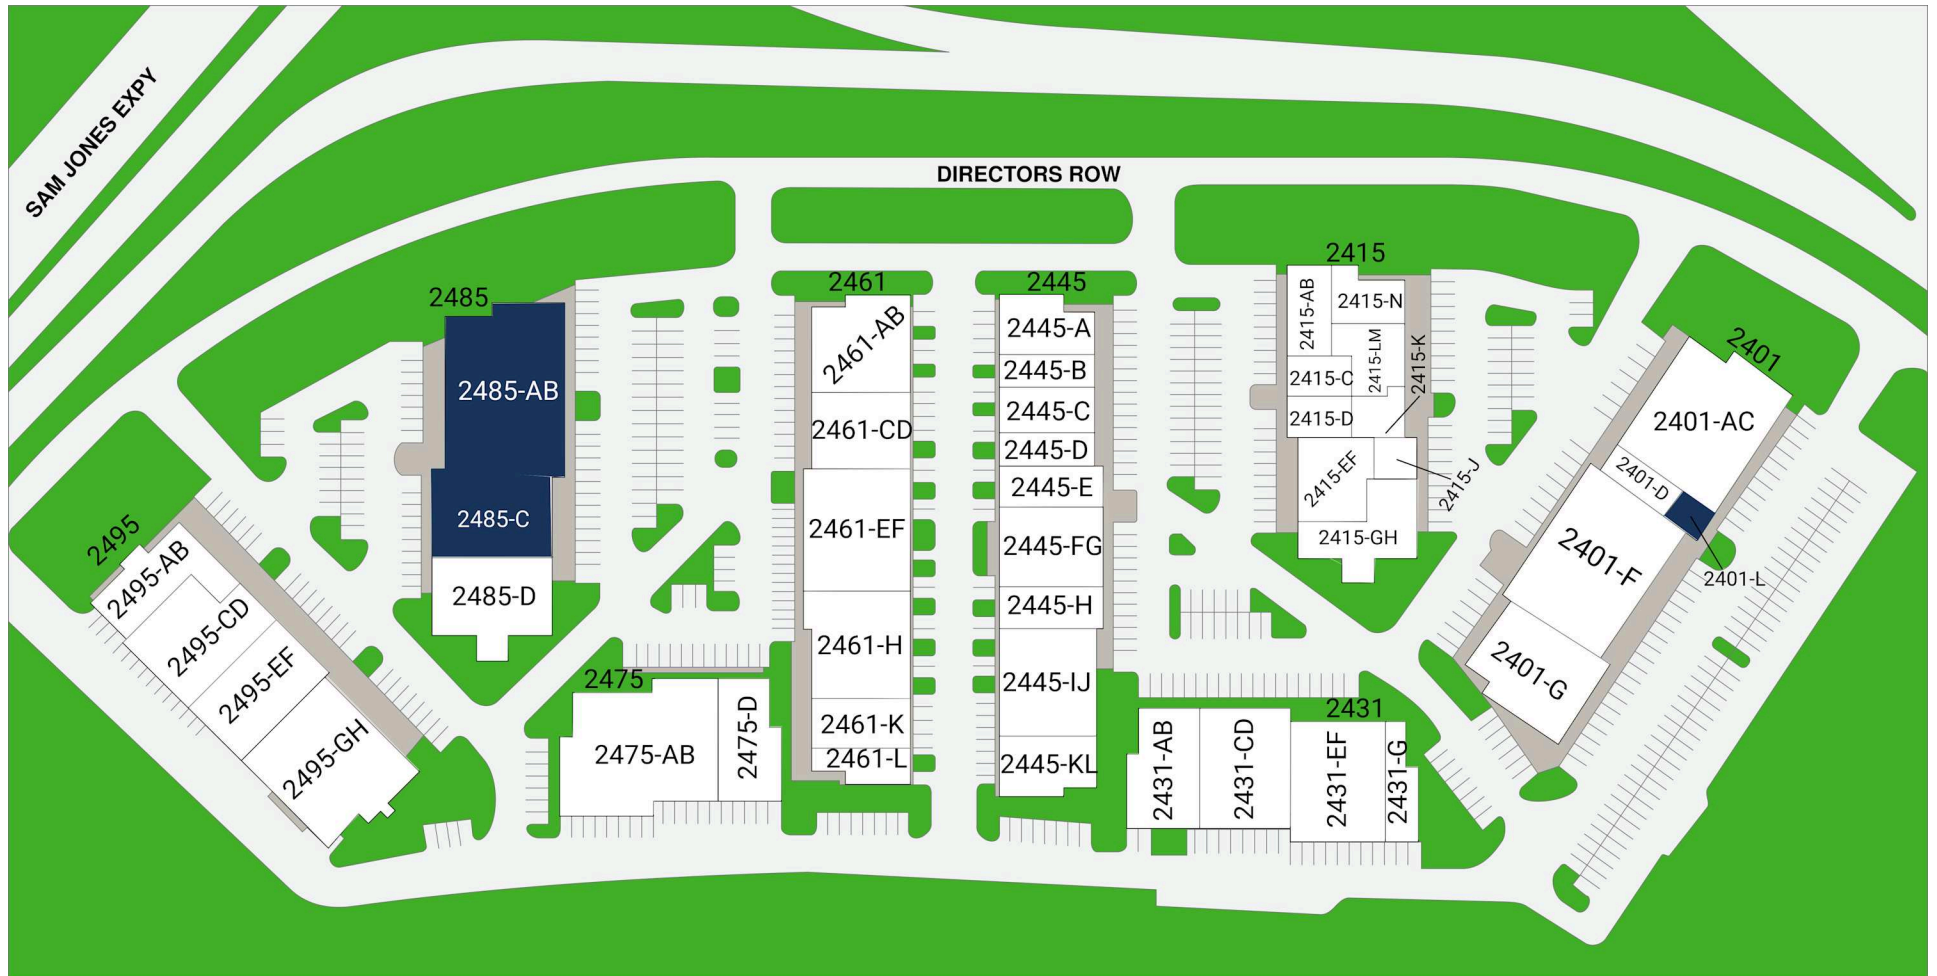 SAM JONES EXPY
DIRECTORS ROW
2495
2495-AB
2495-CD
2495-EF
2495-GH
2485
2485-AB
2485-C
2485-D
2475
2475-AB
2475-D
2461
2461-AB
2461-CD
2461-EF
2461-H
2461-K
2461-L
2445
2445-A
2445-B
2445-C
2445-D
2445-E
2445-FG
2445-H
2445-IJ
2445-KL
2415
2415-AB
2415-N
2415-LM
2415-K
2415-C
2415-D
2415-EF
2415-J
2415-GH
2431
2431-AB
2431-CD
2431-EF
2431-G
2401
2401-AC
2401-D
2401-F
2401-L
2401-G